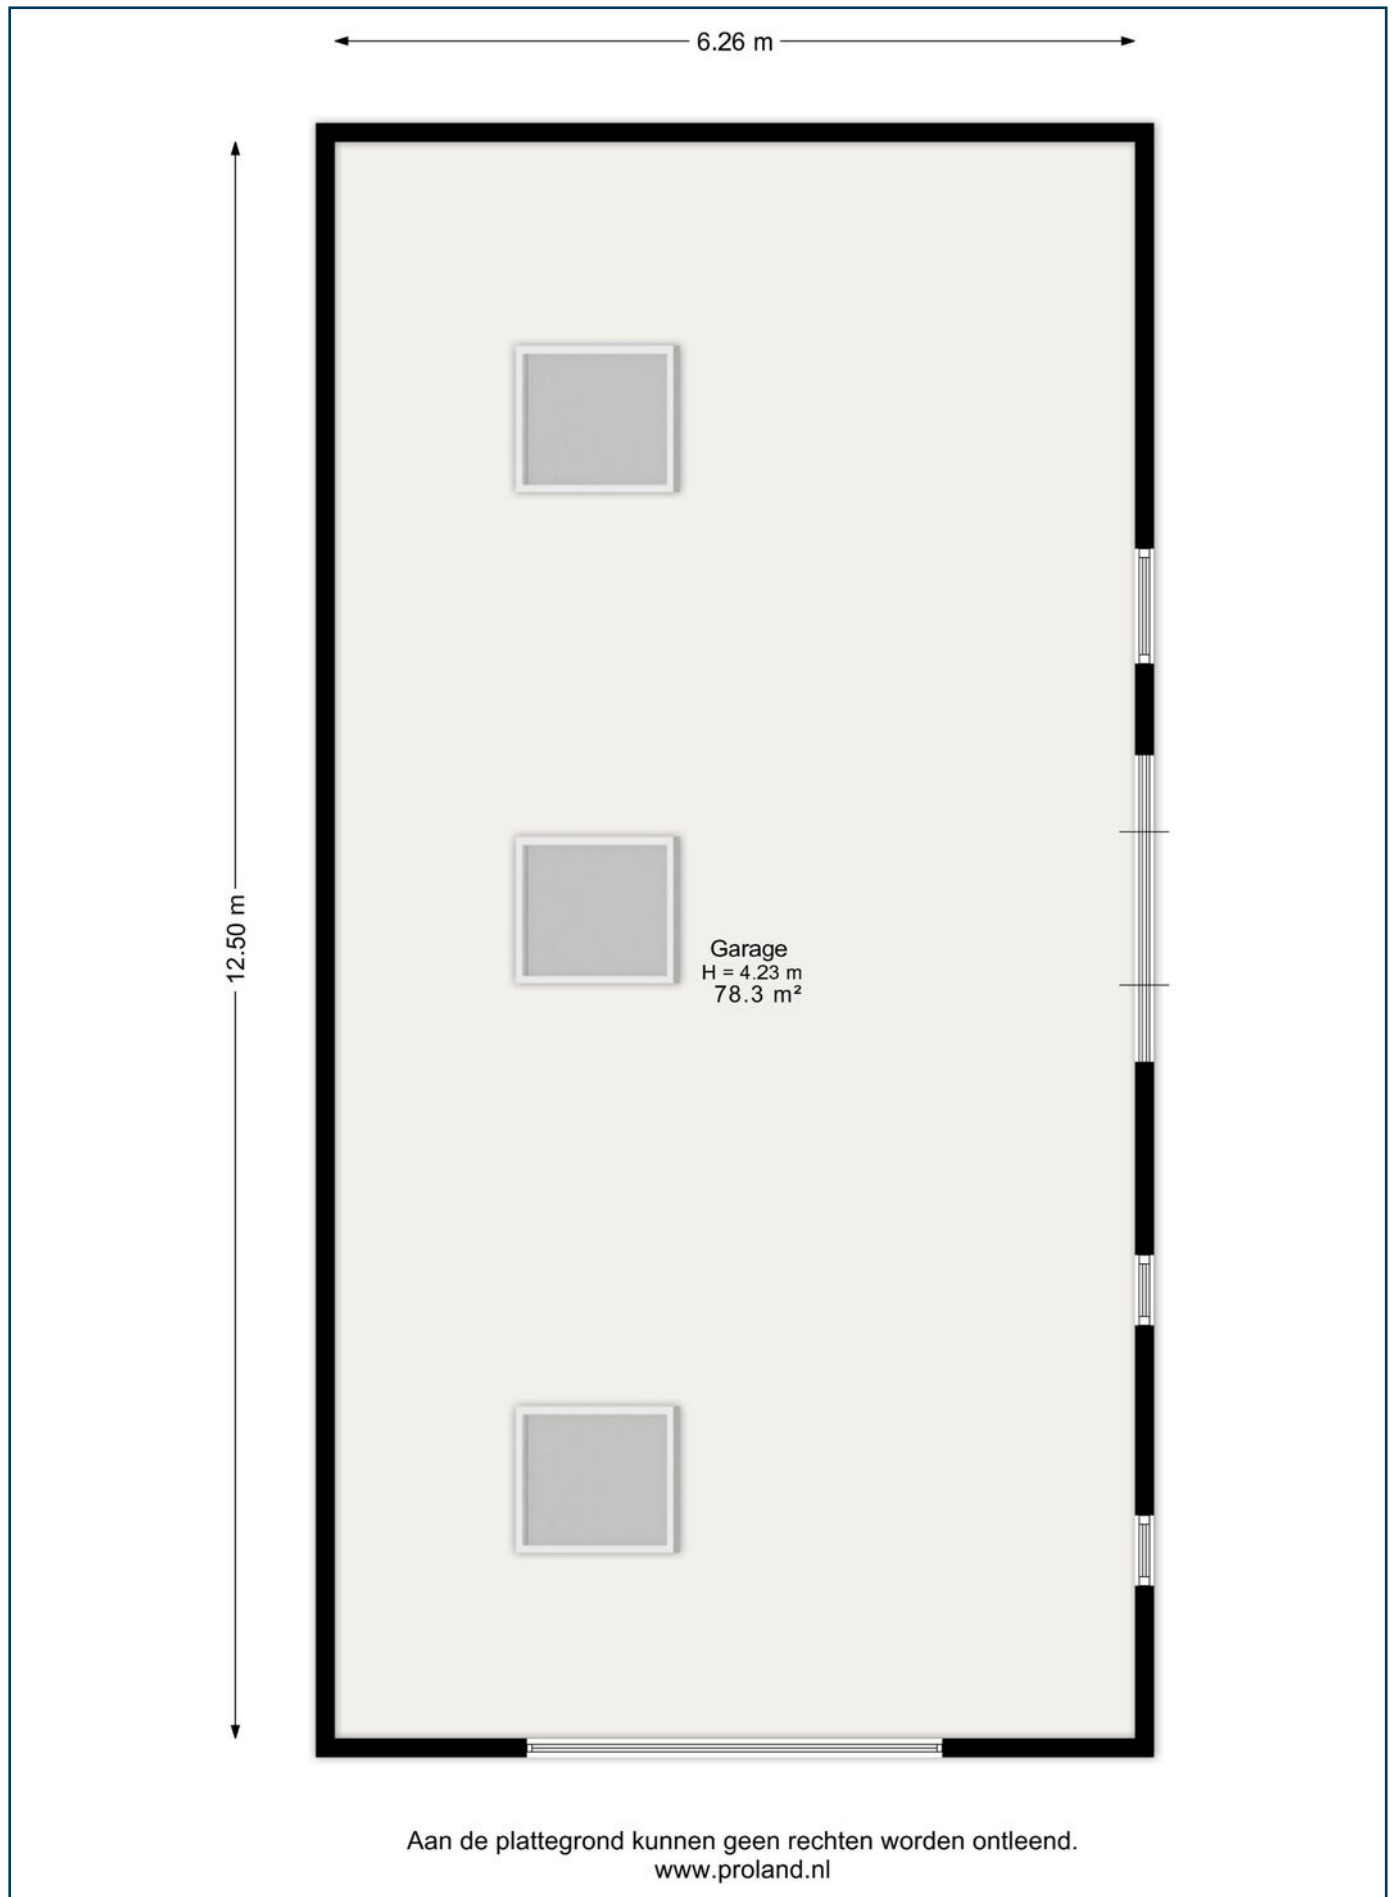 6.26 m
12.50 m
Garage
H = 4.23 m
78.3 m²
Aan de plattegrond kunnen geen rechten worden ontleend.
www.proland.nl